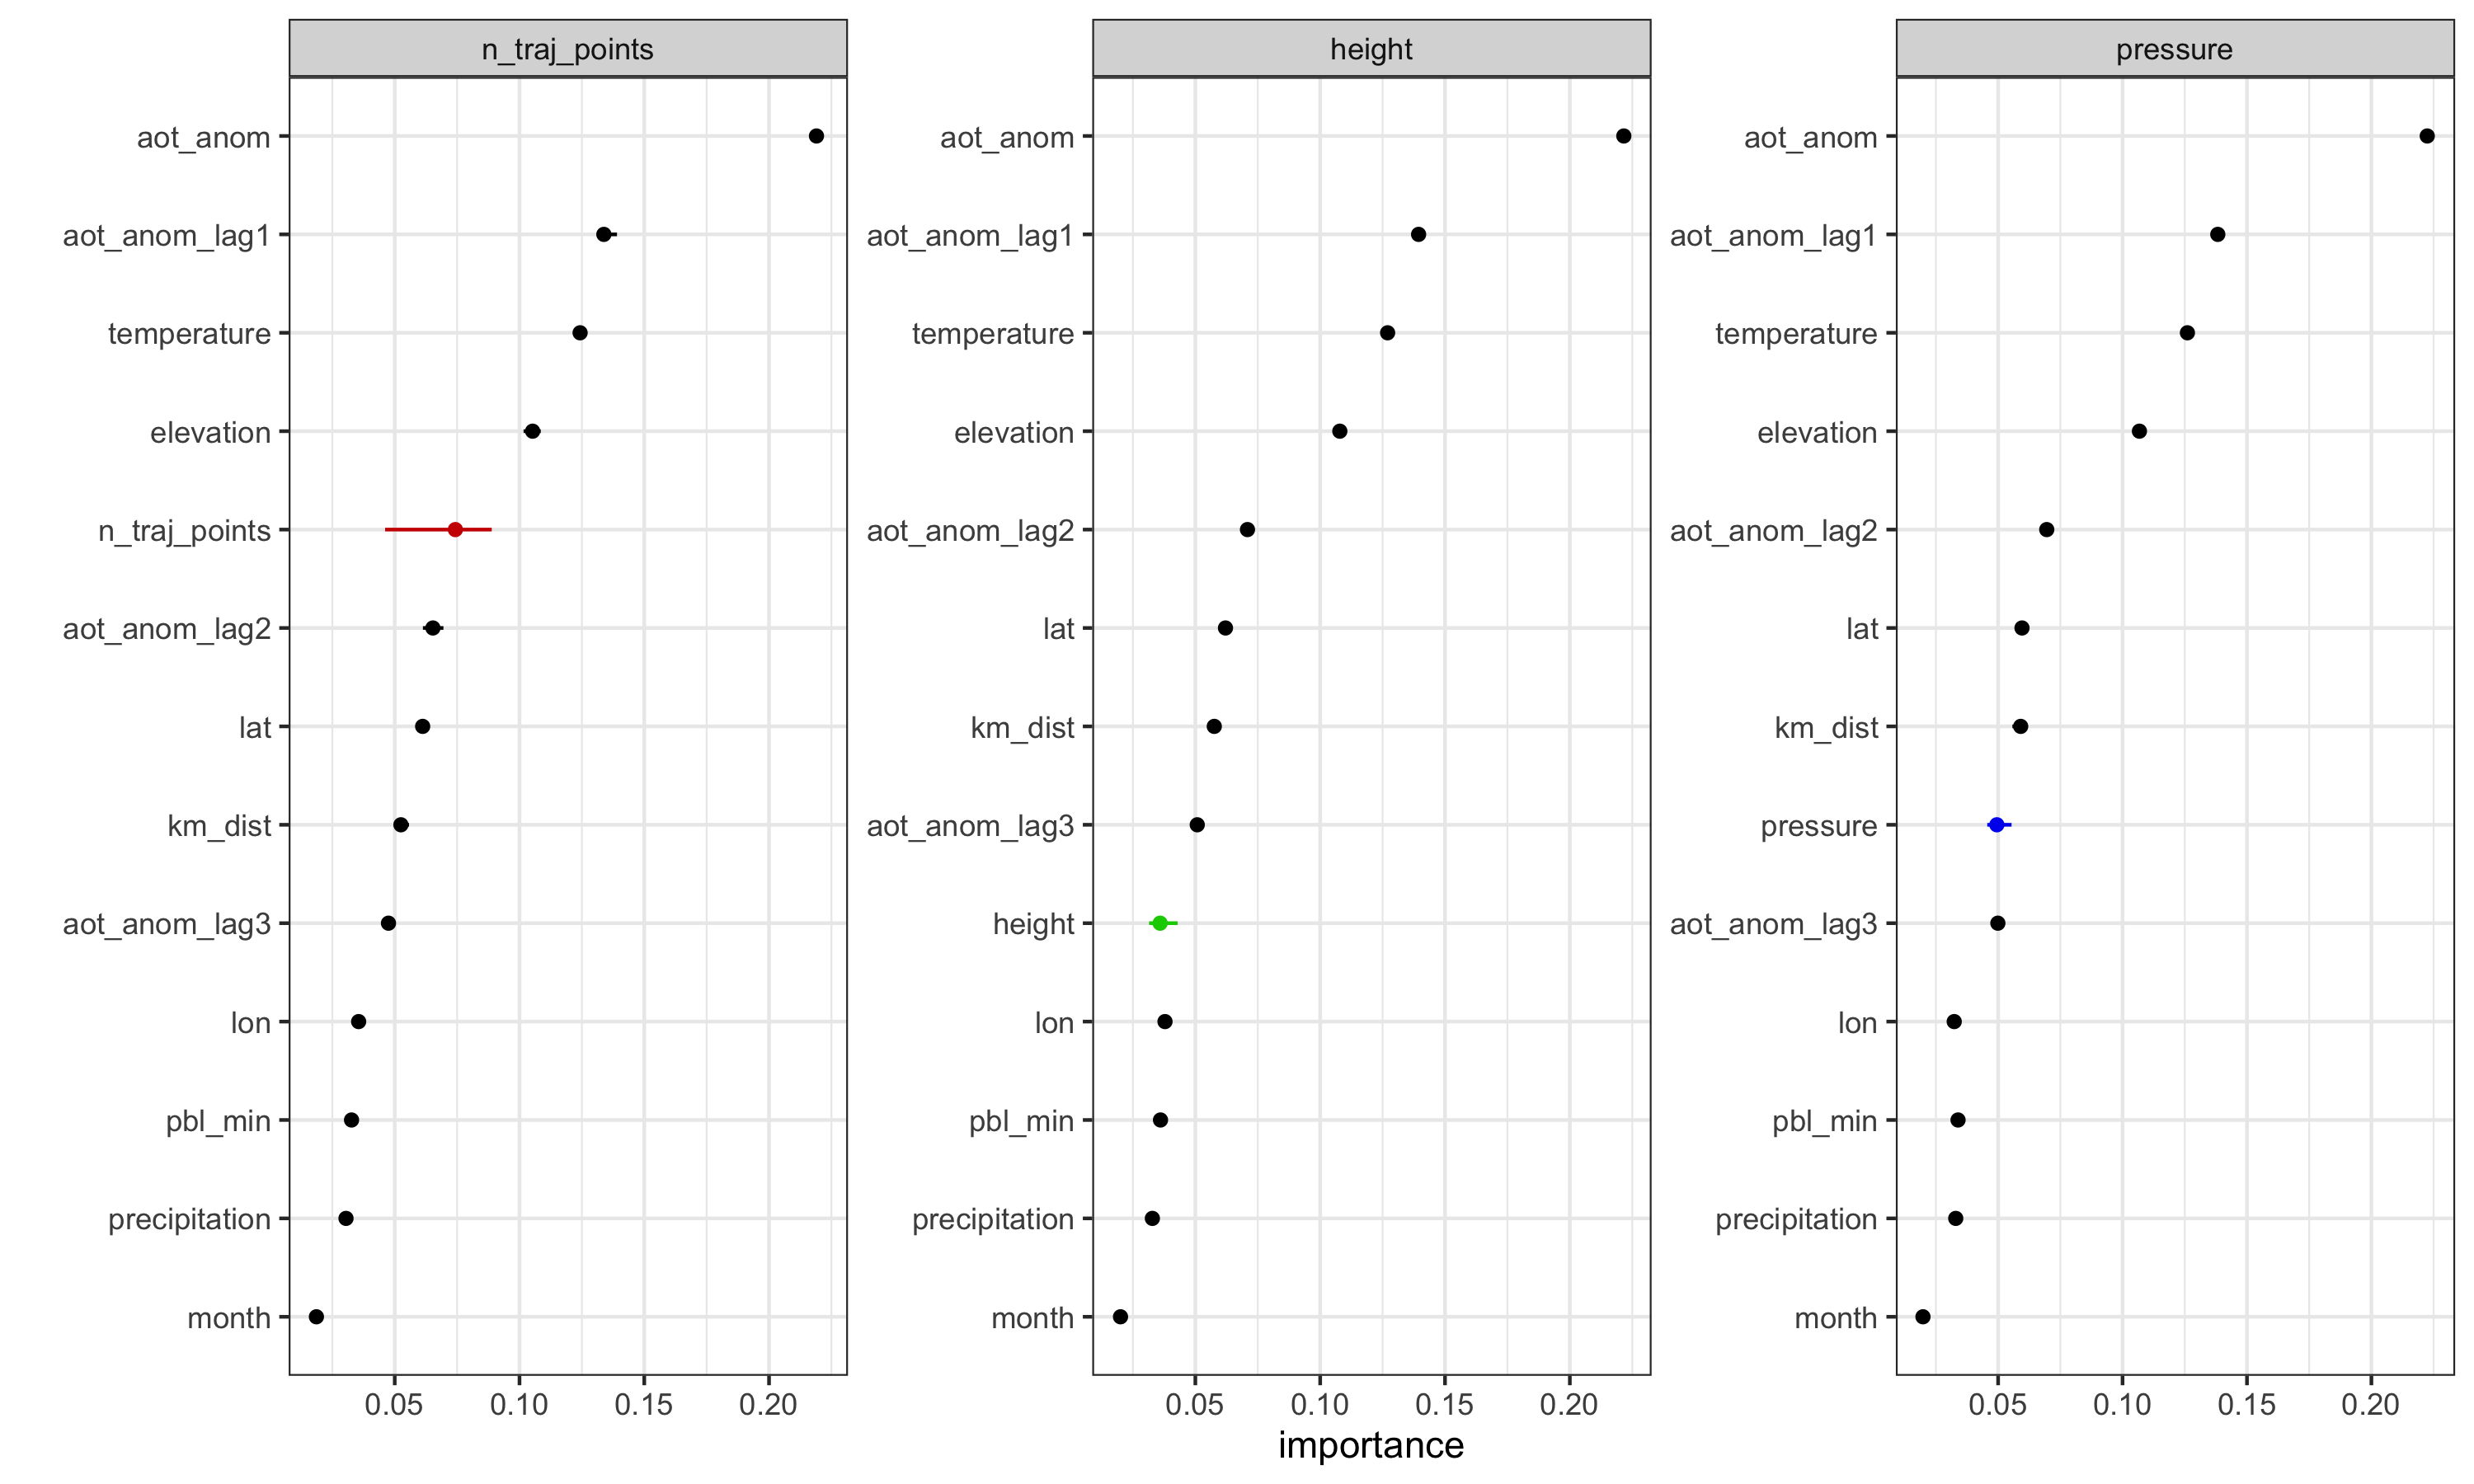 n_traj_points
aot_anom
aot_anom_lag1
temperature
elevation
n_traj_points
aot_anom_lag2
lat
km_dist
aot_anom_lag3
lon
pbl_min
precipitation
month
0.05 0.10 0.15 0.20
height
aot_anom
aot_anom_lag1
temperature
elevation
aot_anom_lag2
lat
km_dist
aot_anom_lag3
height
lon
pbl_min
precipitation
month
0.05 0.10 0.15 0.20
pressure
aot_anom
aot_anom_lag1
temperature
elevation
aot_anom_lag2
lat
km_dist
pressure
aot_anom_lag3
lon
pbl_min
precipitation
month
0.05 0.10 0.15 0.20
importance